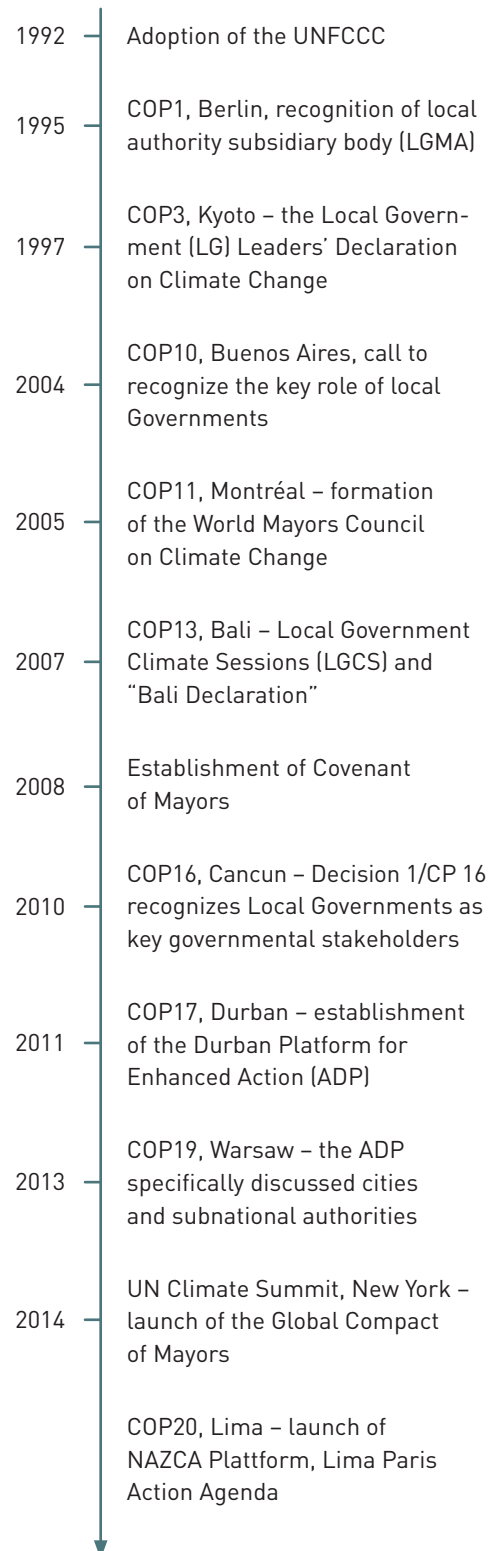 1992
Adoption of the UNFCCC
1995
COP1, Berlin, recognition of local
authority subsidiary body (LGMA)
1997
COP3, Kyoto – the Local Govern-
ment (LG) Leaders’ Declaration
on Climate Change
2004
COP10, Buenos Aires, call to
recognize the key role of local
Governments
2005
COP11, Montréal – formation
of the World Mayors Council
on Climate Change
2007
COP13, Bali – Local Government
Climate Sessions (LGCS) and
“Bali Declaration”
2008
Establishment of Covenant
of Mayors
2010
COP16, Cancun – Decision 1/CP 16
recognizes Local Governments as
key governmental stakeholders
2011
COP17, Durban – establishment
of the Durban Platform for
Enhanced Action (ADP)
2013
COP19, Warsaw – the ADP
specifically discussed cities
and subnational authorities
2014
UN Climate Summit, New York –
launch of the Global Compact
of Mayors
COP20, Lima – launch of
NAZCA Plattform, Lima Paris
Action Agenda